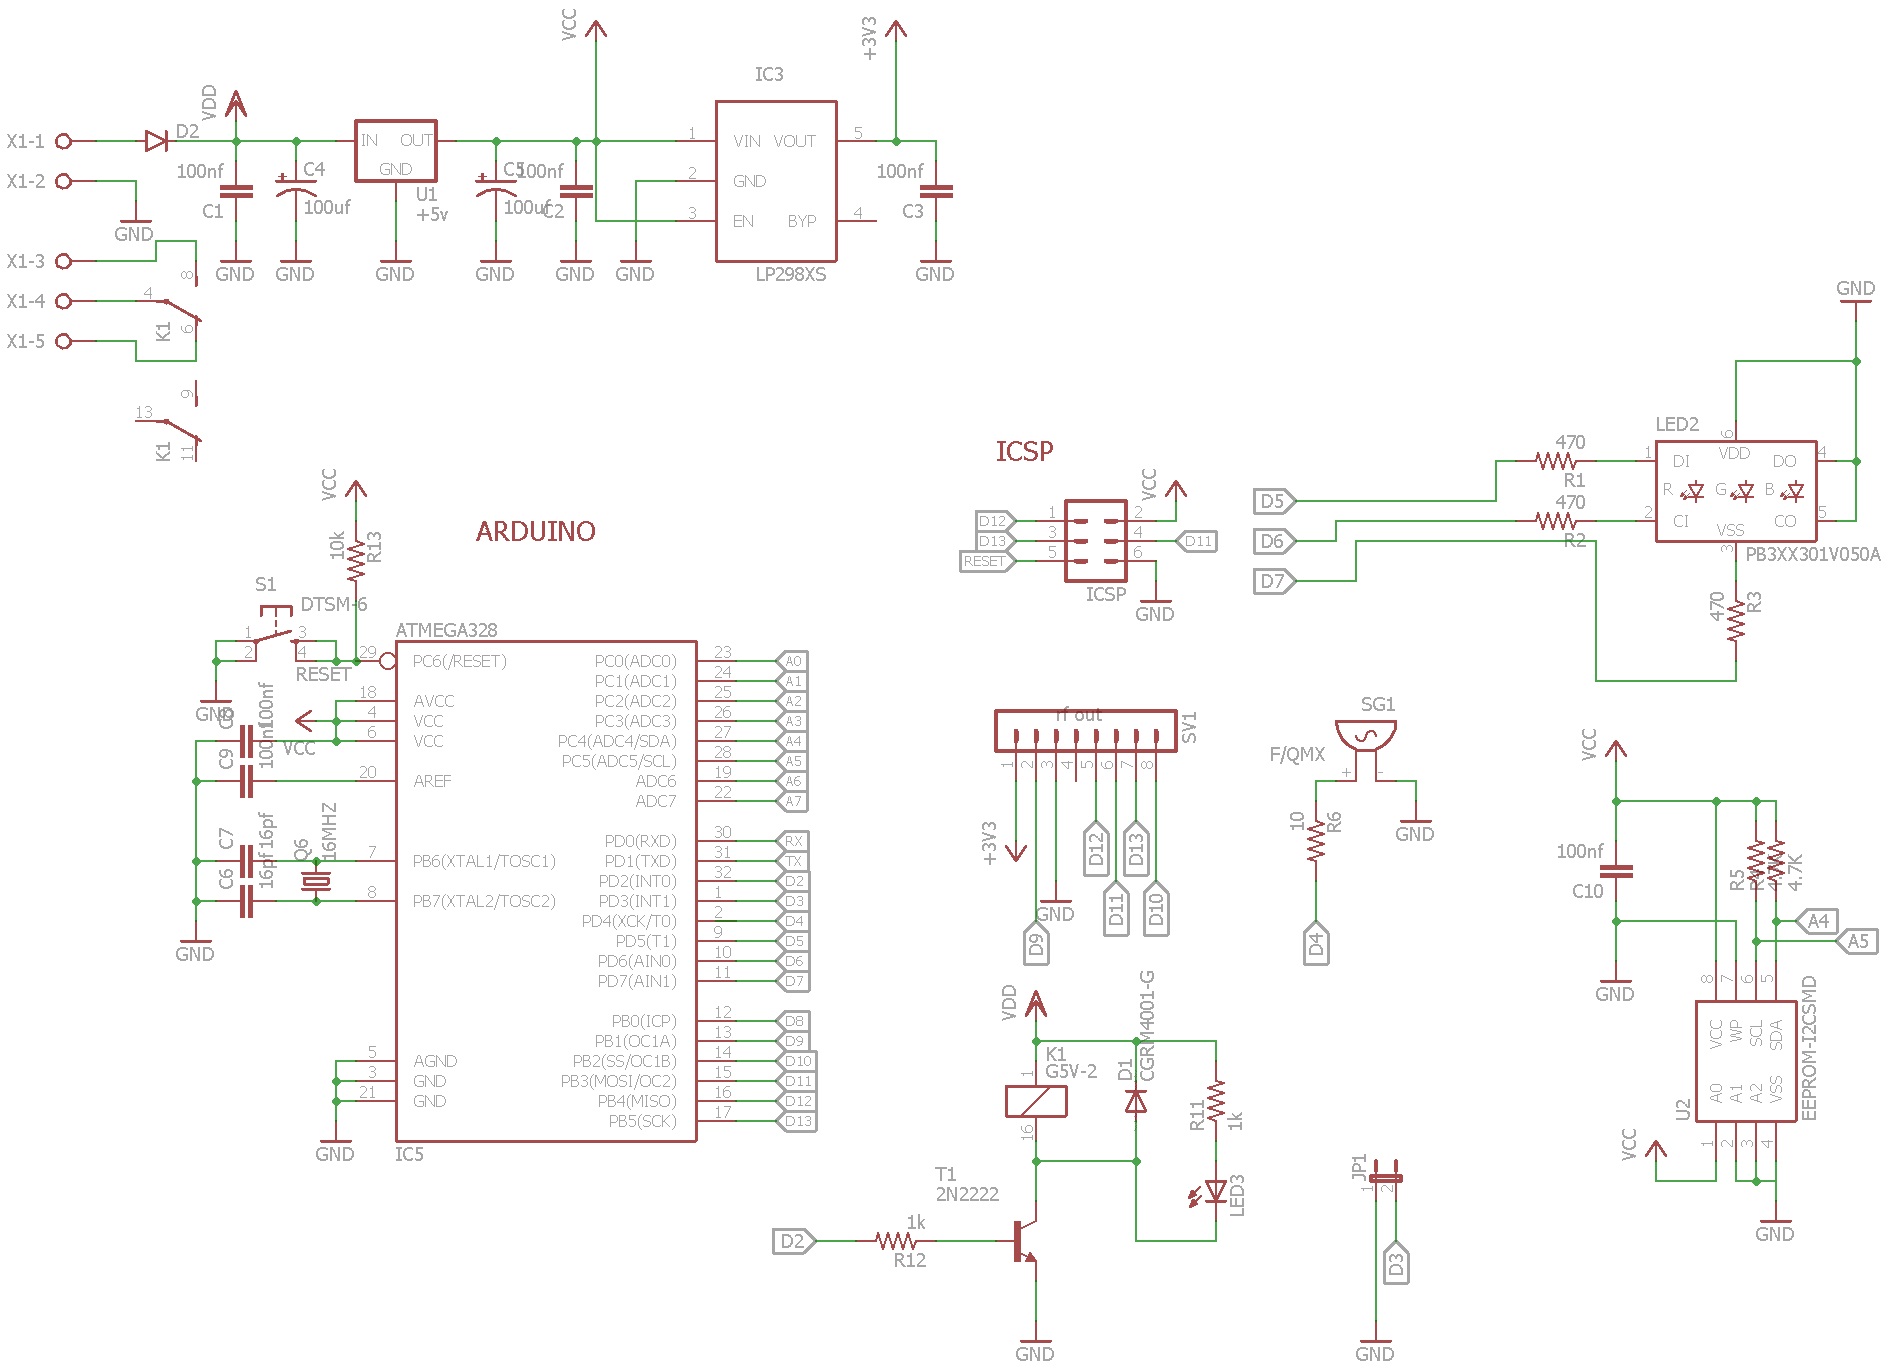 VCC
+3V3
IC3
VDD
X1-1
D2
IN OUT
GND
1 VIN VOUT 5
100nf
C4
C5
100nf
2 GND
100nf
X1-2
C1
100uf
U1
+5v
100uf
C2
3 EN BYP 4
C3
GND
GND
GND
GND
GND
GND
GND
LP298XS
GND
X1-3
8
X1-4
4
K1
6
X1-5
9
13
K1
11
GND
LED2
ICSP
VCC
ARDUINO
10k
R13
VCC
D12 1 2
D13 3 4 D11
RESET 5 6
ICSP
GND
D5
D6
D7
470
R1
470
R2
6
1 DI VDD DO 4
R G B
2 CI VSS CO 5
3
PB3XX301V050A
470
R3
S1
DTSM-6
1 3
2 4
RESET
GND
ATMEGA328
29 PC6(/RESET)
18 AVCC
4 VCC
6 VCC
20 AREF
7 PB6(XTAL1/TOSC1)
8 PB7(XTAL2/TOSC2)
5 AGND
3 GND
21 GND
PC0(ADC0) 23 A0
PC1(ADC1) 24 A1
PC2(ADC2) 25 A2
PC3(ADC3) 26 A3
PC4(ADC4/SDA) 27 A4
PC5(ADC5/SCL) 28 A5
ADC6 19 A6
ADC7 22 A7
PD0(RXD) 30 RX
PD1(TXD) 31 TX
PD2(INT0) 32 D2
PD3(INT1) 1 D3
PD4(XCK/T0) 2 D4
PD5(T1) 9 D5
PD6(AIN0) 10 D6
PD7(AIN1) 11 D7
PB0(ICP) 12 D8
PB1(OC1A) 13 D9
PB2(SS/OC1B) 14 D10
PB3(MOSI/OC2) 15 D11
PB4(MISO) 16 D12
PB5(SCK) 17 D13
IC5
100nf
VCC
C9
100nf
C7
16pf
C6
16pf
Q6
16MHZ
GND
GND
rf out
SV1
1 2 3 4 5 6 7 8
+3V3
D9
GND
D12
D11
D13
D10
SG1
F/QMX
+ -
10
R6
GND
D4
VCC
100nf
C10
R5
4.7K
A4
A5
GND
8 7 6 5
VCC WP SCL SDA
A0 A1 A2 VSS
1 2 3 4
U2
EEPROM-I2CSMD
VCC
GND
VDD
K1
G5V-2
1
16
D1
CGRM4001-G
R11
1k
LED3
T1
2N2222
D2
1k
R12
GND
JP1
1 2
D3
GND